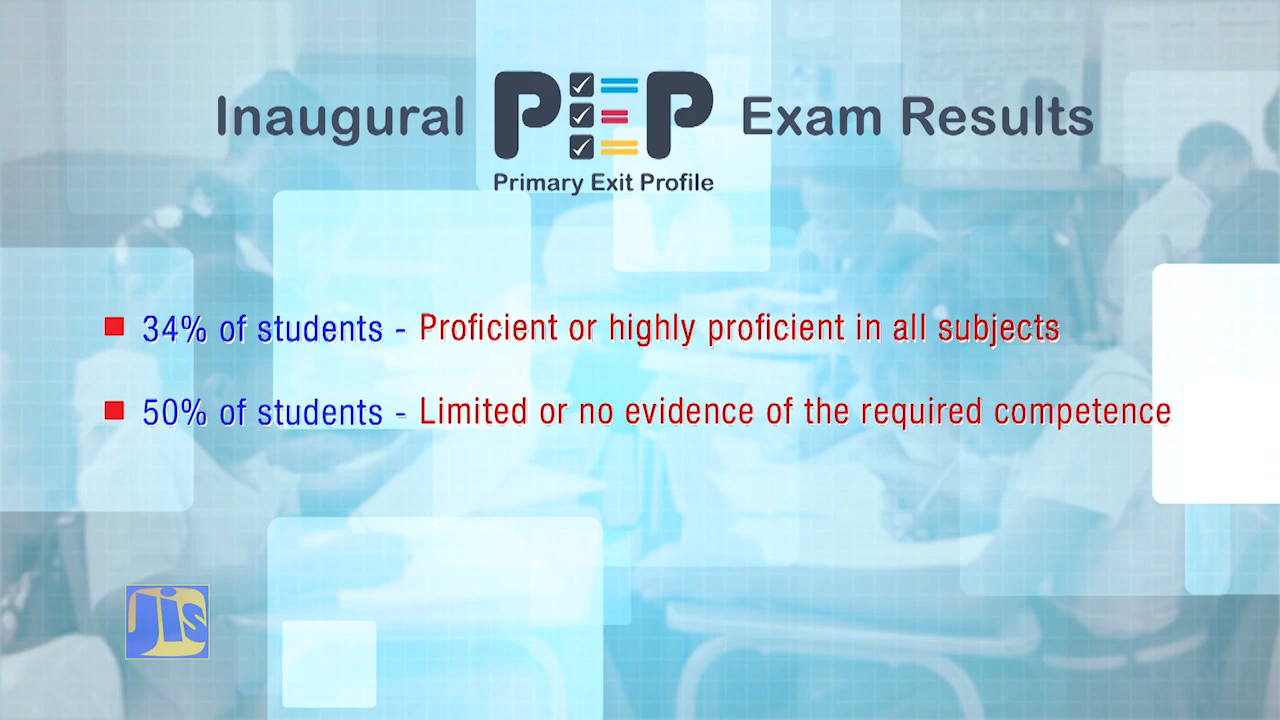 Inaugural PEP Exam Results
Primary Exit Profile
34% of students - Proficient or highly proficient in all subjects
50% of students - Limited or no evidence of the required competence
JIS